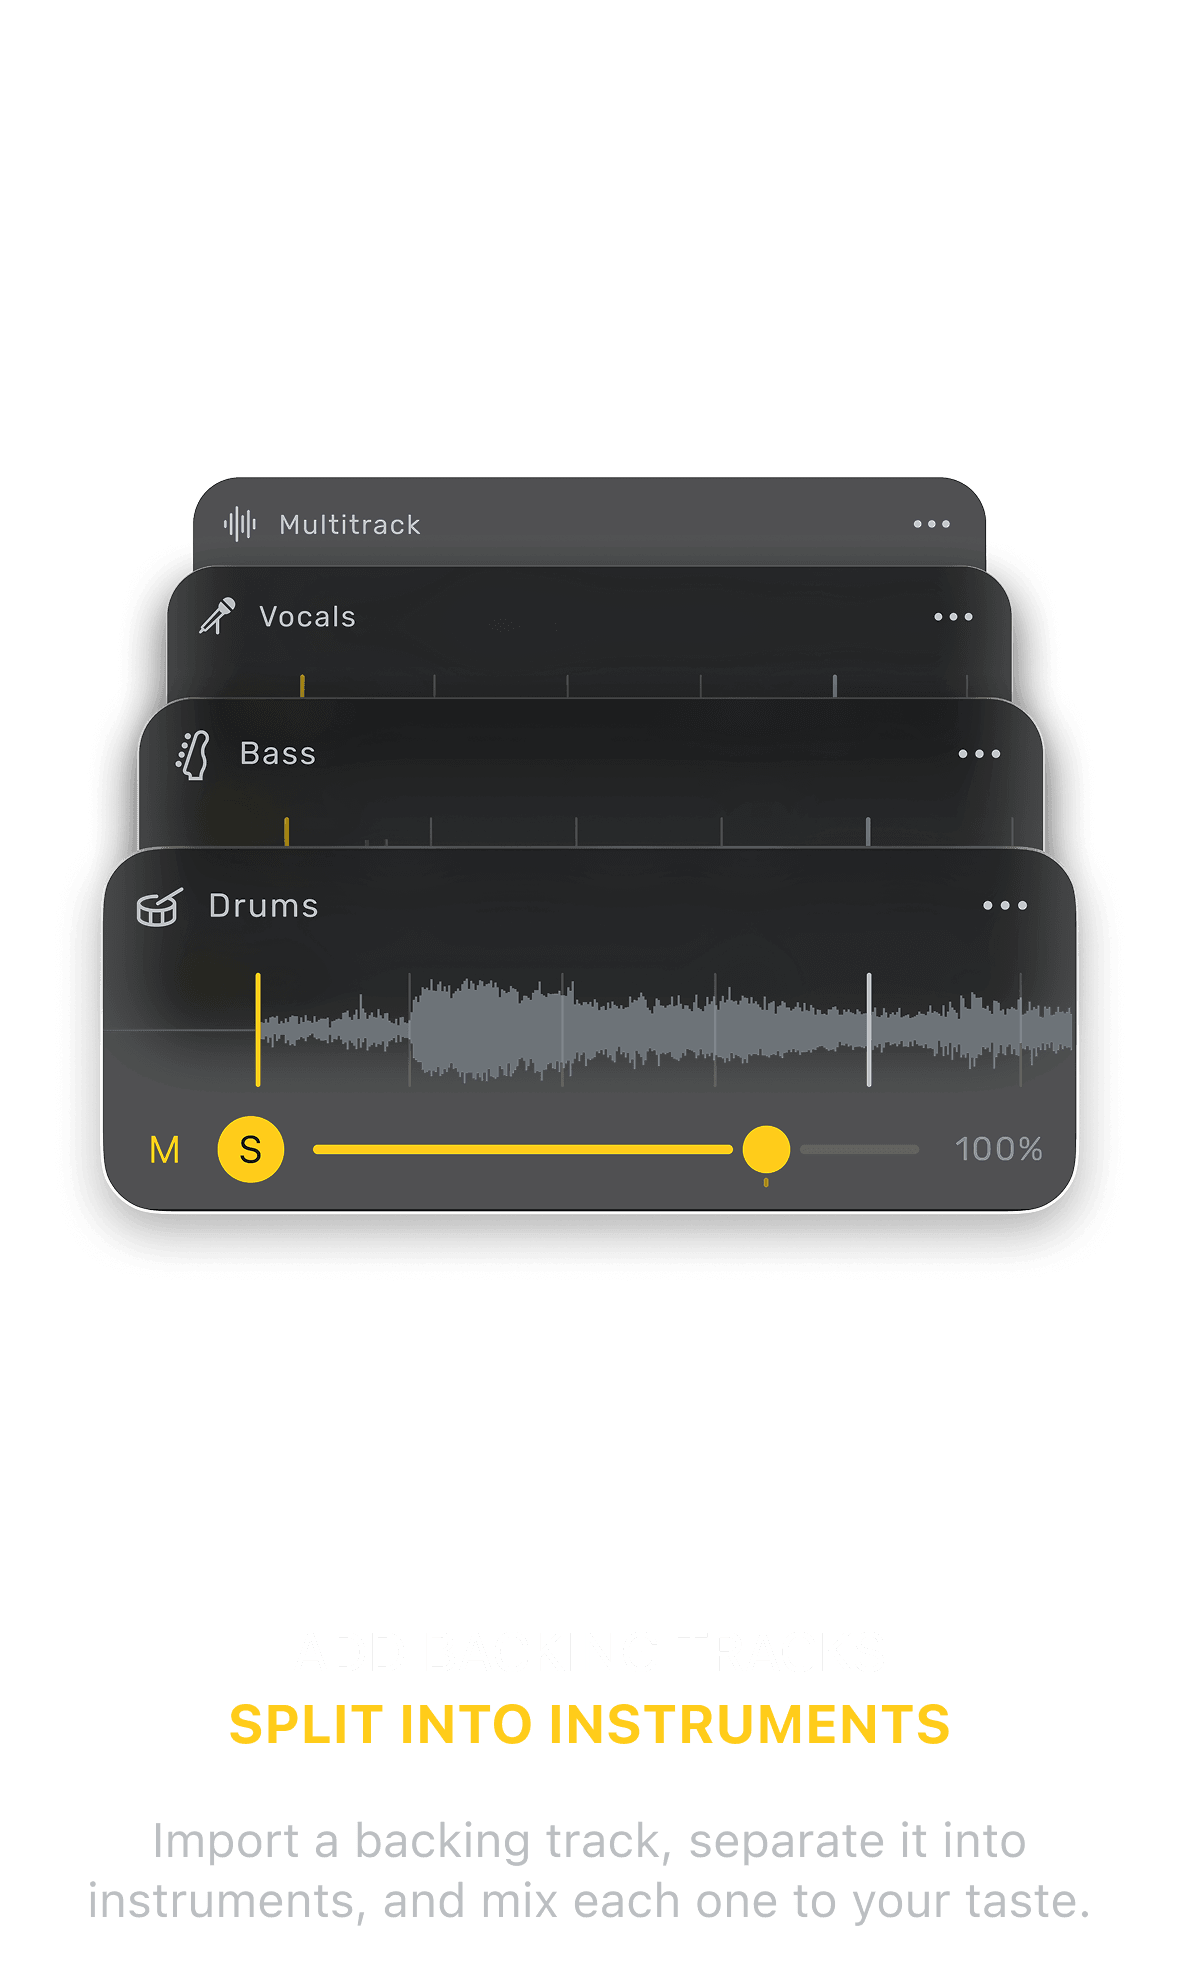 Multitrack
Vocals
Bass
Drums
M S 100%
SPLIT INTO INSTRUMENTS
Import a backing track, separate it into
instruments, and mix each one to your taste.